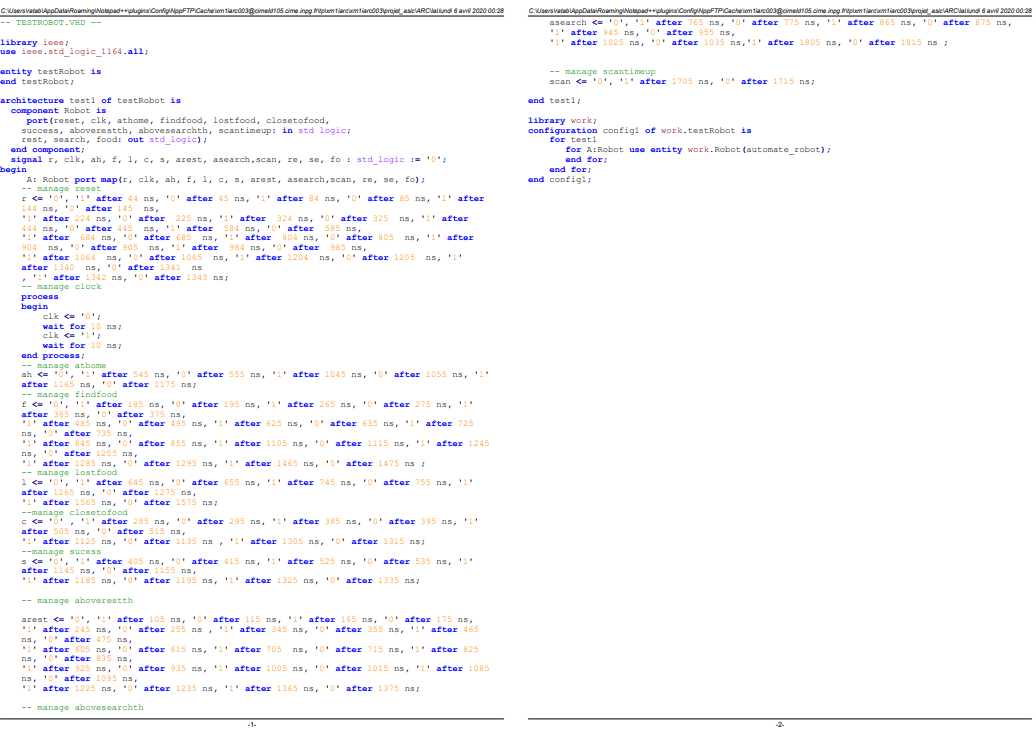 C:\Users\ratab\AppData\Roaming\Notepad++\plugins\Config\NppFTP\Cache\xm1iarc003@cimeld105.cime.inpg.fr\tp\xm1iarc\xm1iarc003\projet_asic\ARC\la\lundi 6 avril 2020 00:28
-- TESTROBOT.VHD --
library ieee;
use ieee.std_logic_1164.all;
entity testRobot is
end testRobot;
architecture test1 of testRobot is
component Robot is
port(reset, clk, athome, findfood, lostfood, closetofood,
success, aboverestth, abovesearchth, scantimeup: in std_logic;
rest, search, food: out std_logic);
end component;
signal r, clk, ah, f, l, c, s, arest, asearch,scan, re, se, fo : std_logic := '0';
begin
A: Robot port map(r, clk, ah, f, l, c, s, arest, asearch,scan, re, se, fo);
-- manage reset
r <= '0', '1' after 44 ns, '0' after 45 ns, '1' after 84 ns, '0' after 85 ns, '1' after
144 ns, '0' after 145  ns,
'1' after 224 ns, '0' after  225 ns, '1' after  324 ns, '0' after 325  ns, '1' after
444 ns, '0' after 445  ns, '1' after  584 ns, '0' after  585 ns,
'1' after  684 ns, '0' after 685  ns, '1' after  804 ns, '0' after 805  ns, '1' after
904  ns, '0' after 905  ns, '1' after  984 ns, '0' after  985 ns,
'1' after 1064  ns, '0' after 1065  ns, '1' after 1204  ns, '0' after 1205  ns, '1'
after 1340  ns, '0' after 1341  ns
, '1' after 1342 ns, '0' after 1343 ns;
-- manage clock
process
begin
clk <= '0';
wait for 10 ns;
clk <= '1';
wait for 10 ns;
end process;
-- manage athome
ah <= '0', '1' after 545 ns, '0' after 555 ns, '1' after 1045 ns, '0' after 1055 ns, '1'
after 1165 ns, '0' after 1175 ns;
-- manage findfood
f <= '0', '1' after 185 ns, '0' after 195 ns, '1' after 265 ns, '0' after 275 ns, '1'
after 365 ns, '0' after 375 ns,
'1' after 485 ns, '0' after 495 ns, '1' after 625 ns, '0' after 635 ns, '1' after 725
ns, '0' after 735 ns,
'1' after 845 ns, '0' after 855 ns, '1' after 1105 ns, '0' after 1115 ns, '1' after 1245
ns, '0' after 1255 ns,
'1' after 1285 ns, '0' after 1295 ns, '1' after 1465 ns, '0' after 1475 ns ;
-- manage lostfood
l <= '0', '1' after 645 ns, '0' after 655 ns, '1' after 745 ns, '0' after 755 ns, '1'
after 1265 ns, '0' after 1275 ns,
'1' after 1565 ns, '0' after 1575 ns;
--manage closetofood
c <= '0' , '1' after 285 ns, '0' after 295 ns, '1' after 385 ns, '0' after 395 ns, '1'
after 505 ns, '0' after 515 ns,
'1' after 1125 ns, '0' after 1135 ns , '1' after 1305 ns, '0' after 1315 ns;
--manage sucess
s <= '0', '1' after 405 ns, '0' after 415 ns, '1' after 525 ns, '0' after 535 ns, '1'
after 1145 ns, '0' after 1155 ns,
'1' after 1185 ns, '0' after 1195 ns, '1' after 1325 ns, '0' after 1335 ns;
-- manage aboverestth
arest <= '0', '1' after 105 ns, '0' after 115 ns, '1' after 165 ns, '0' after 175 ns,
'1' after 245 ns, '0' after 255 ns , '1' after 345 ns, '0' after 355 ns, '1' after 465
ns, '0' after 475 ns,
'1' after 605 ns, '0' after 615 ns, '1' after 705  ns, '0' after 715 ns, '1' after 825
ns, '0' after 835 ns,
'1' after 925 ns, '0' after 935 ns, '1' after 1005 ns, '0' after 1015 ns, '1' after 1085
ns, '0' after 1095 ns,
'1' after 1225 ns, '0' after 1235 ns, '1' after 1365 ns, '0' after 1375 ns;
-- manage abovesearchth
-1-
C:\Users\ratab\AppData\Roaming\Notepad++\plugins\Config\NppFTP\Cache\xm1iarc003@cimeld105.cime.inpg.fr\tp\xm1iarc\xm1iarc003\projet_asic\ARC\la\lundi 6 avril 2020 00:28
asearch <= '0', '1' after 765 ns, '0' after 775 ns, '1' after 865 ns, '0' after 875 ns,
'1' after 945 ns, '0' after 955 ns,
'1' after 1025 ns, '0' after 1035 ns,'1' after 1805 ns, '0' after 1815 ns ;
-- manage scantimeup
scan <= '0', '1' after 1705 ns, '0' after 1715 ns;
end test1;
library work;
configuration config1 of work.testRobot is
for test1
for A:Robot use entity work.Robot(automate_robot);
end for;
end for;
end config1;
-2-